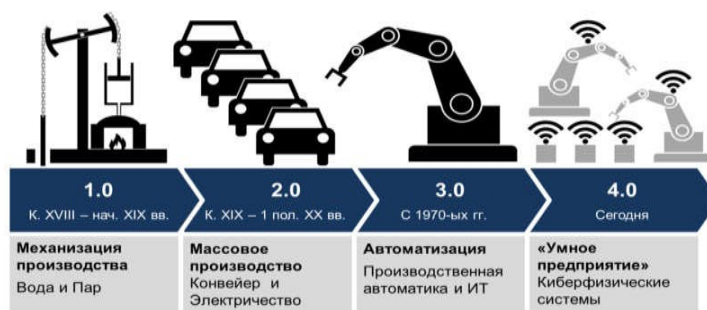 1.0
К. XVIII – нач. XIX вв.
2.0
К. XIX – 1 пол. XX вв.
3.0
С 1970-ых гг.
4.0
Сегодня
Механизация
производства
Вода и Пар
Массовое
производство
Конвейер и
Электричество
Автоматизация
Производственная
автоматика и ИТ
«Умное
предприятие»
Киберфизические
системы